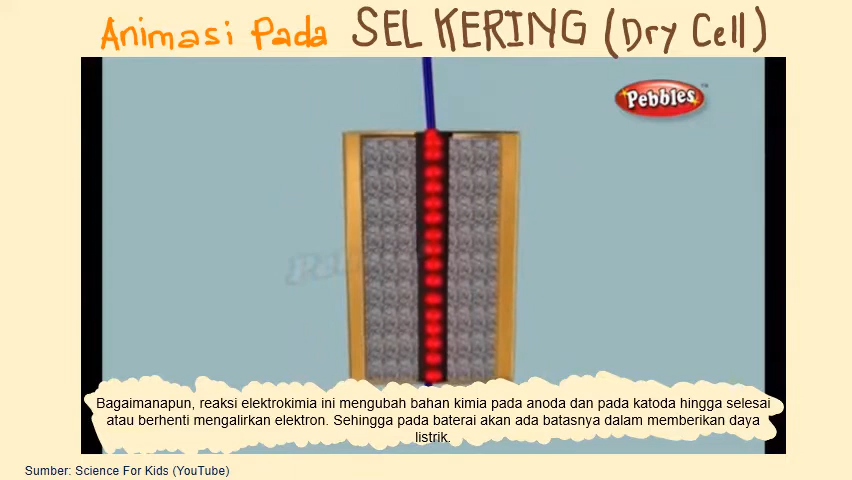 Animasi Pada SEL KERING (Dry Cell)
Pebbles™
Bagaimanapun, reaksi elektrokimia ini mengubah bahan kimia pada anoda dan pada katoda hingga selesai
atau berhenti mengalirkan elektron. Sehingga pada baterai akan ada batasnya dalam memberikan daya
listrik.
Sumber: Science For Kids (YouTube)